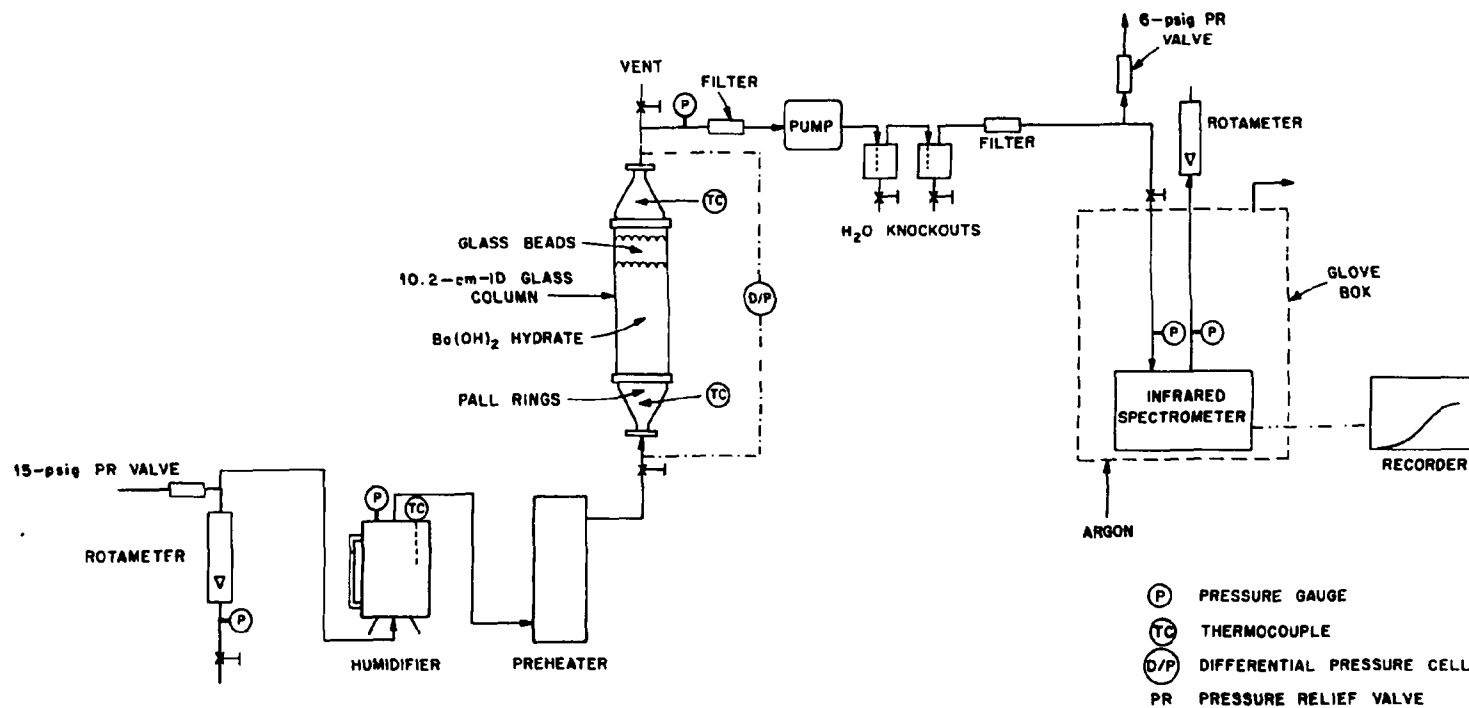 6-psig PR
VALVE
VENT
FILTER
P
PUMP
ROTAMETER
FILTER
TC
H₂O KNOCKOUTS
GLASS BEADS
10.2-cm-ID GLASS
COLUMN
D/P
GLOVE
BOX
Ba(OH)₂ HYDRATE
P
P
PALL RINGS
TC
INFRARED
SPECTROMETER
RECORDER
15-psig PR VALVE
P
TC
ARGON
ROTAMETER
P
HUMIDIFIER
PREHEATER
P PRESSURE GAUGE
TC THERMOCOUPLE
D/P DIFFERENTIAL PRESSURE CELL
PR PRESSURE RELIEF VALVE